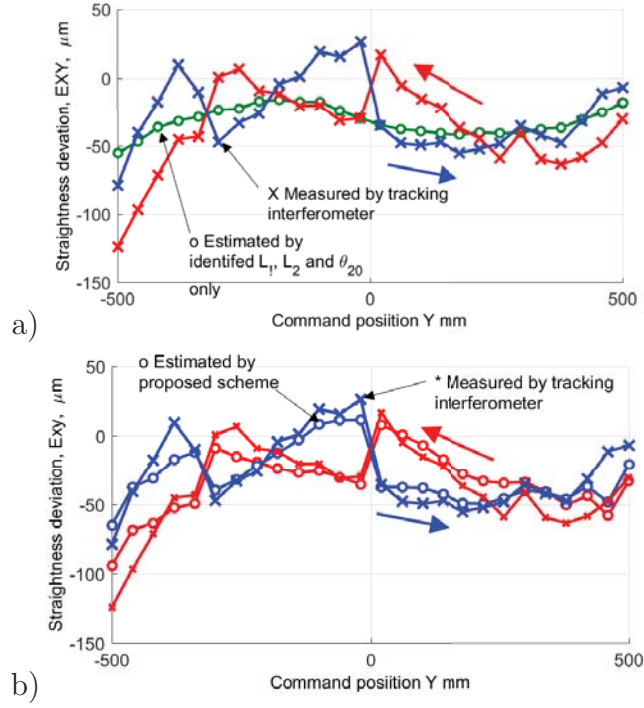 50
0
-50
-100
-150
Straightness devation, EXY, μm
X Measured by tracking
interferometer
o Estimated by
identifed L₁, L₂ and θ₂₀
only
-500
0
500
Command posiition Y mm
a)
50
0
-50
-100
-150
Straightness deviation, Exy, μm
o Estimated by
proposed scheme
* Measured by tracking
interferometer
-500
0
500
Command posiition Y mm
b)